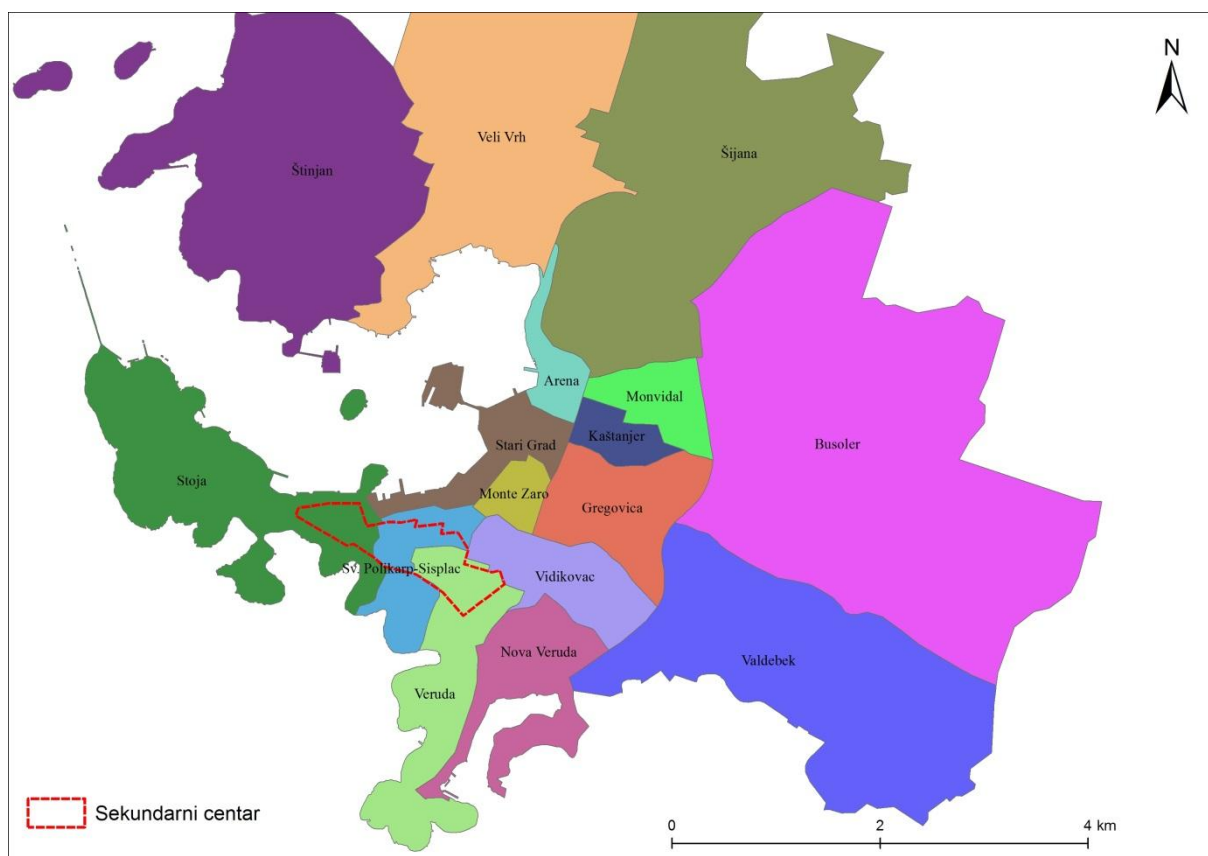 N
Veli Vrh
Šijana
Štinjan
Arena
Monvidal
Kaštanjer
Stari Grad
Busoler
Stoja
Monte Zaro
Gregovica
Sv. Polikarp-Sisplac
Vidikovac
Nova Veruda
Valdebek
Veruda
Sekundarni centar
0 2 4 km